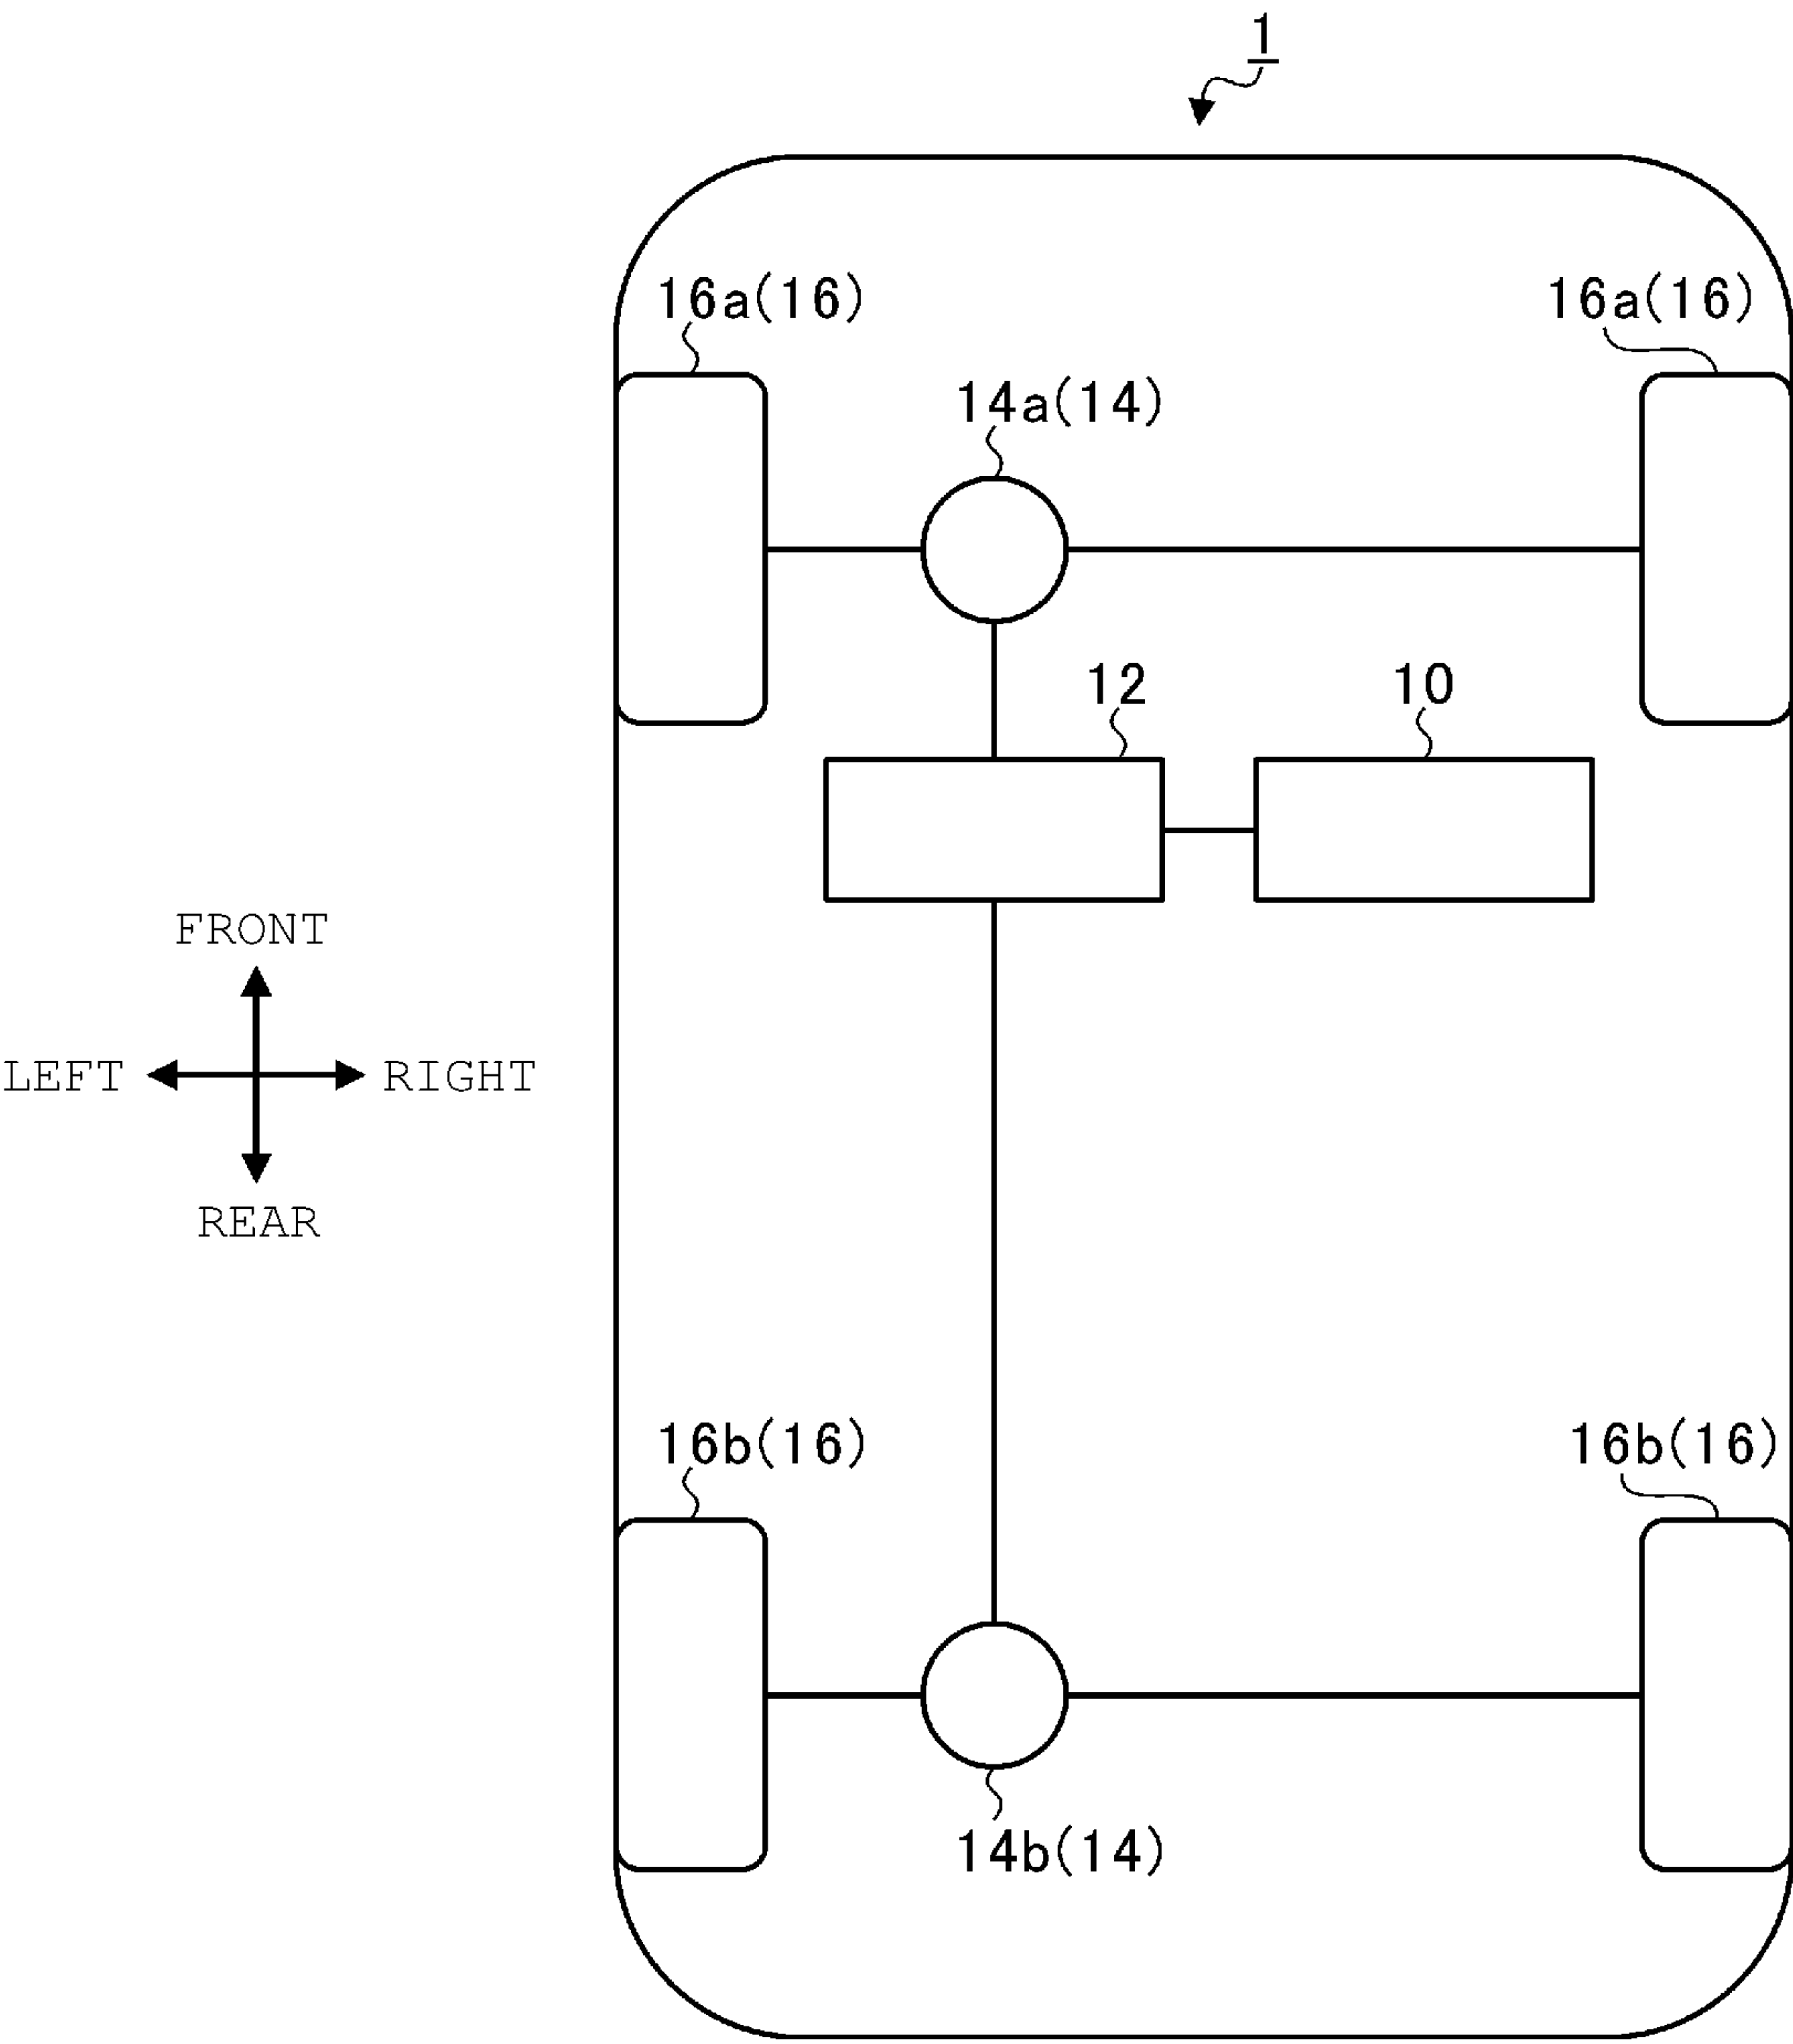 1
16a(16)
16a(16)
14a(14)
12
10
FRONT
LEFT
RIGHT
REAR
16b(16)
16b(16)
14b(14)